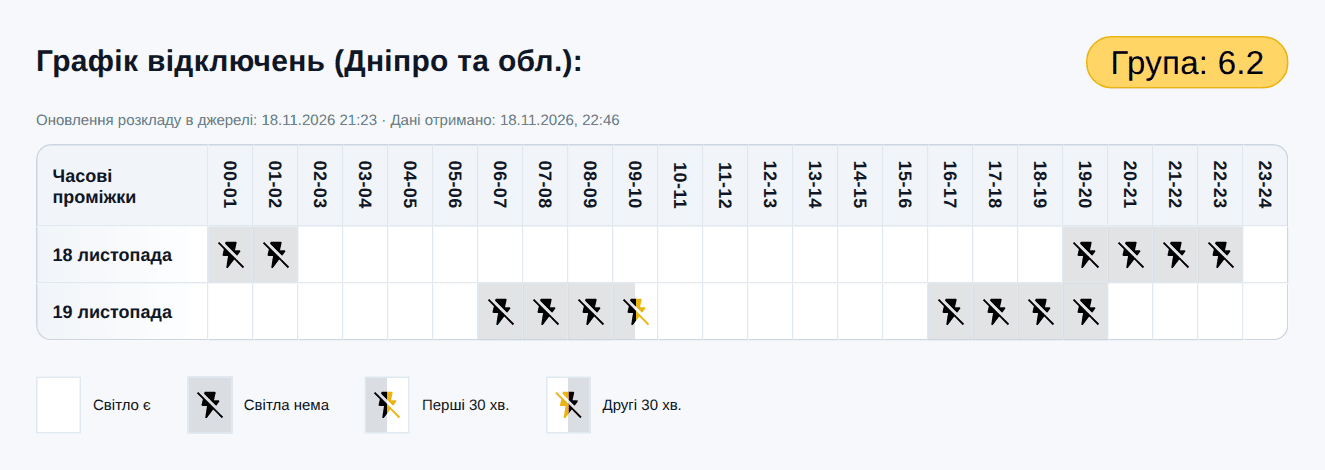 Графік відключень (Дніпро та обл.):
Група: 6.2
Оновлення розкладу в джерелі: 18.11.2026 21:23 · Дані отримано: 18.11.2026, 22:46
Часові
проміжки
00-01
01-02
02-03
03-04
04-05
05-06
06-07
07-08
08-09
09-10
10-11
11-12
12-13
13-14
14-15
15-16
16-17
17-18
18-19
19-20
20-21
21-22
22-23
23-24
18 листопада
19 листопада
Світло є
Світла нема
Перші 30 хв.
Другі 30 хв.